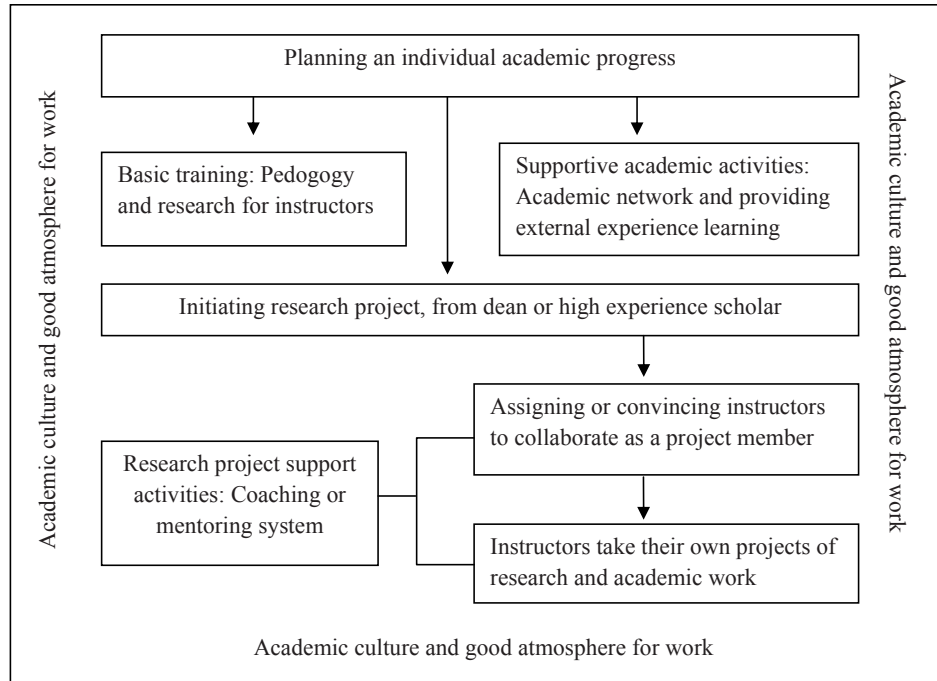 Planning an individual academic progress
Academic culture and good atmosphere for work
Academic culture and good atmosphere for work
Basic training: Pedogogy
and research for instructors
Supportive academic activities:
Academic network and providing
external experience learning
Initiating research project, from dean or high experience scholar
Assigning or convincing instructors
to collaborate as a project member
Research project support
activities: Coaching or
mentoring system
Instructors take their own projects of
research and academic work
Academic culture and good atmosphere for work